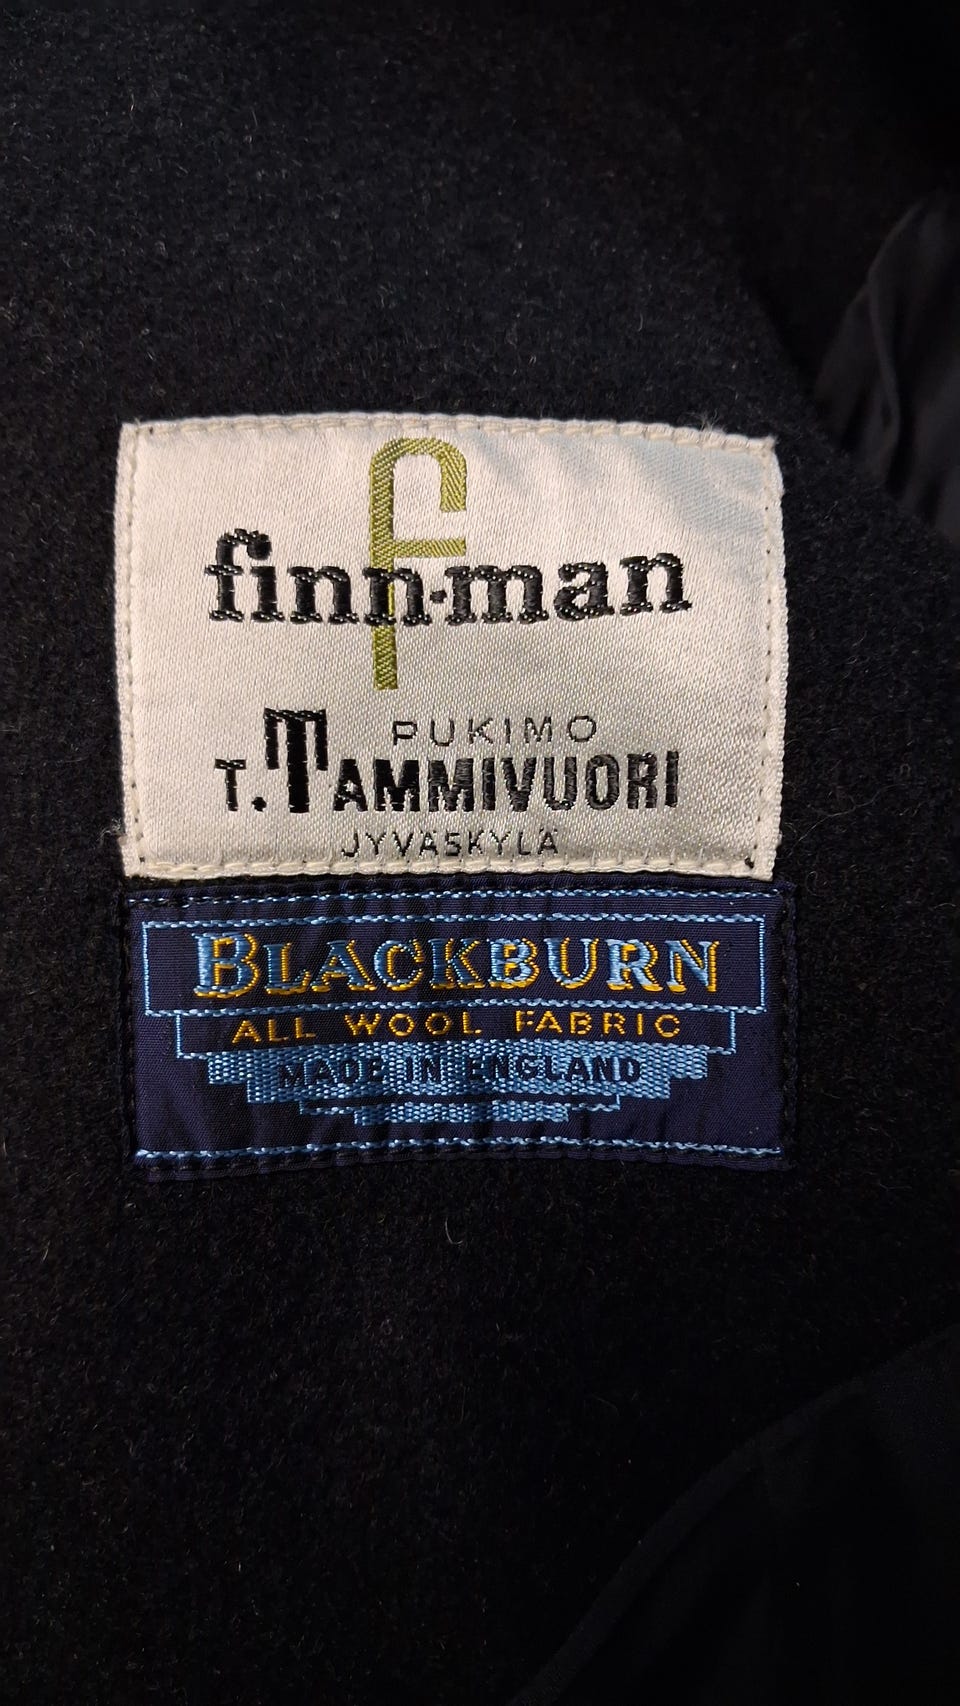 f
finn·man
PUKIMO
T. TAMMIVUORI
JYVÄSKYLÄ
BLACKBURN
ALL WOOL FABRIC
MADE IN ENGLAND